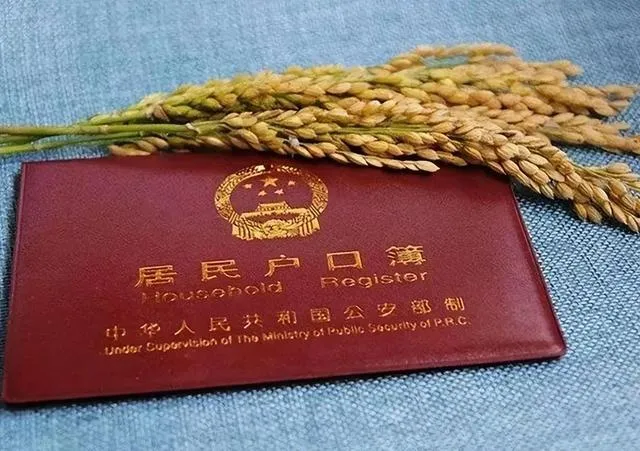 居民户口簿
Household Register
中华人民共和国公安部制
Under Supervision of The Ministry of Public Security of P.R.C.